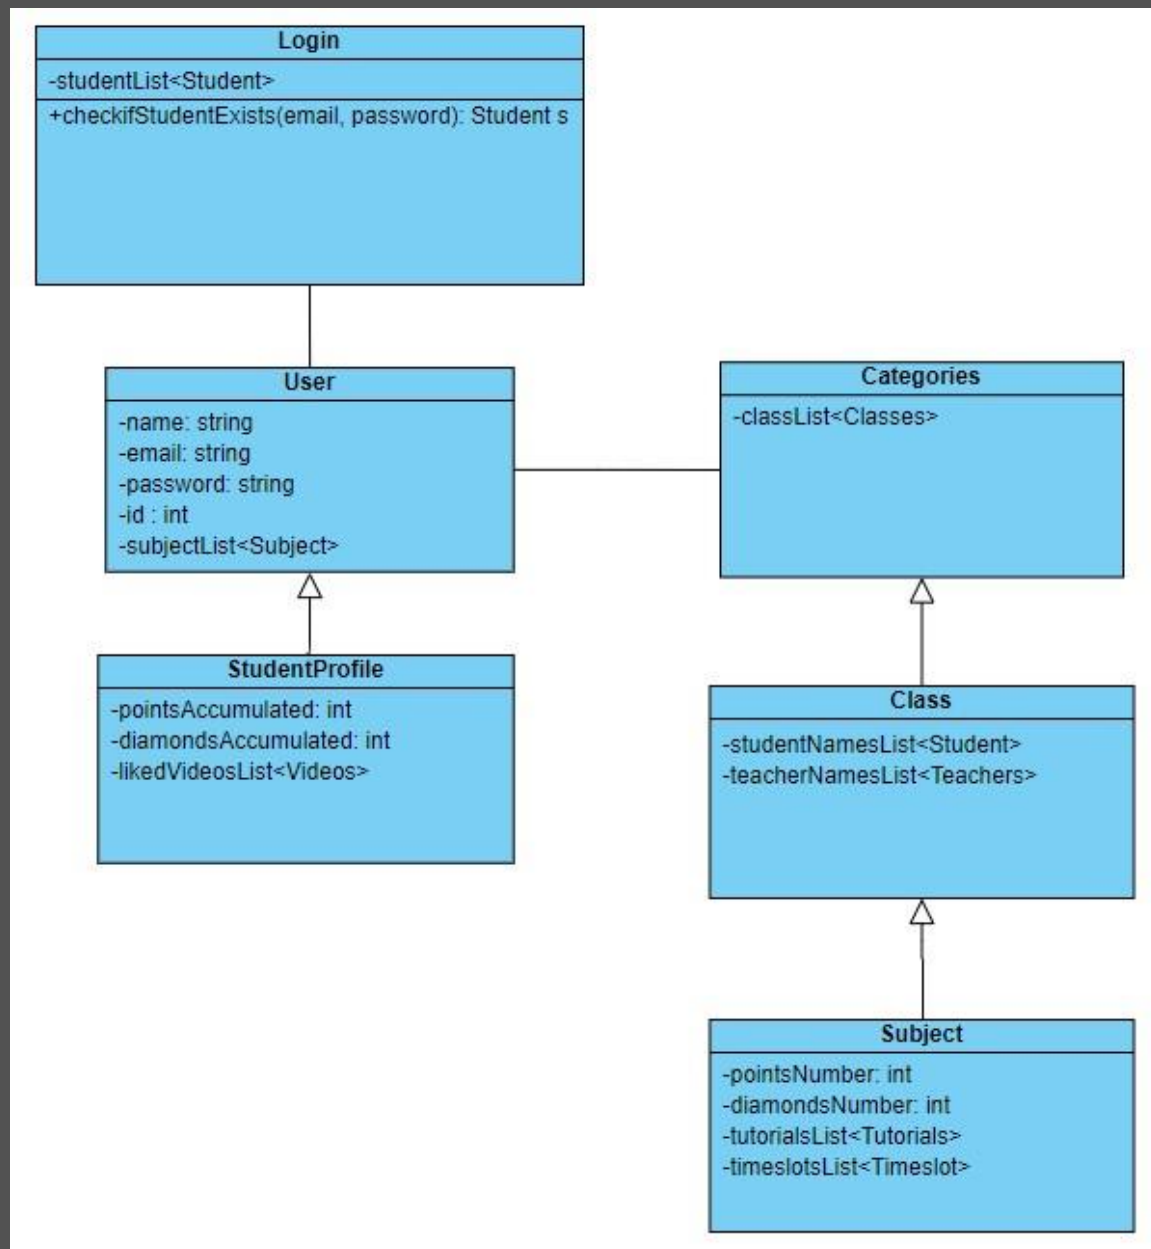 Login
-studentList<Student>
+checkifStudentExists(email, password): Student s
User
-name: string
-email: string
-password: string
-id : int
-subjectList<Subject>
Categories
-classList<Classes>
StudentProfile
-pointsAccumulated: int
-diamondsAccumulated: int
-likedVideosList<Videos>
Class
-studentNamesList<Student>
-teacherNamesList<Teachers>
Subject
-pointsNumber: int
-diamondsNumber: int
-tutorialsList<Tutorials>
-timeslotsList<Timeslot>